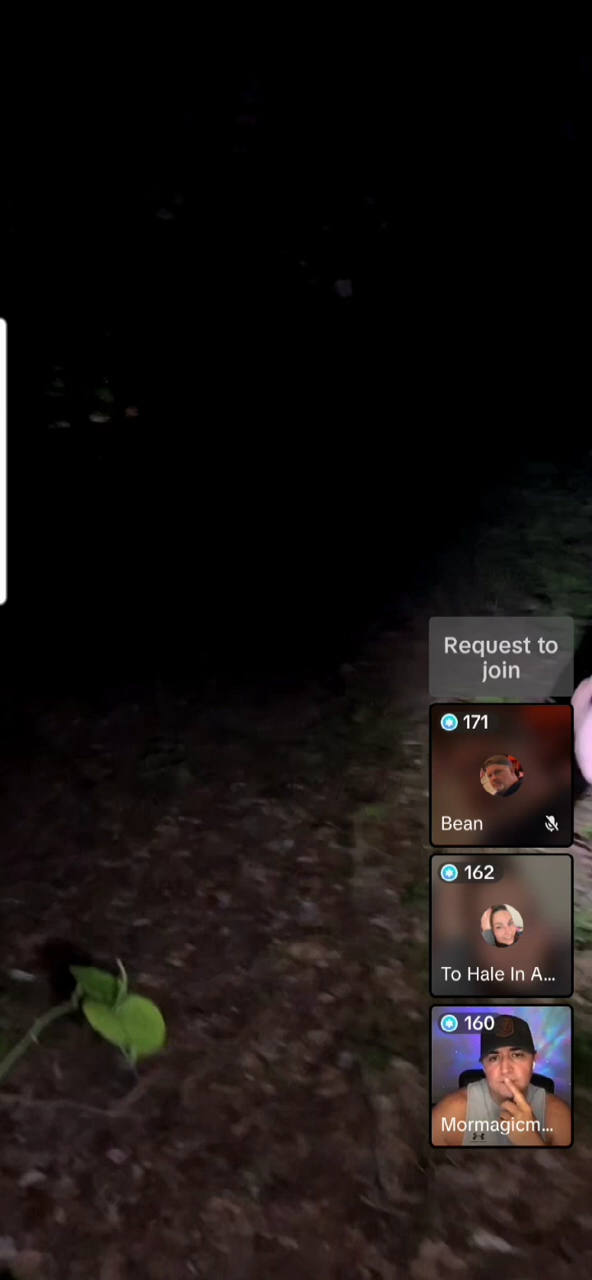 Request to
join
171
Bean
162
To Hale In A...
160
Mormagicm...